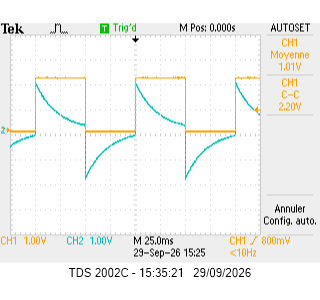 Tek T Trig'd M Pos: 0.000s AUTOSET
CH1
Moyenne
1.01V
CH1
C-C
2.20V
2
Annuler
Config. auto.
CH1 1.00V CH2 1.00V M 25.0ms CH1 / 800mV
29-Sep-26 15:25 <10Hz
TDS 2002C - 15:35:21 29/09/2026